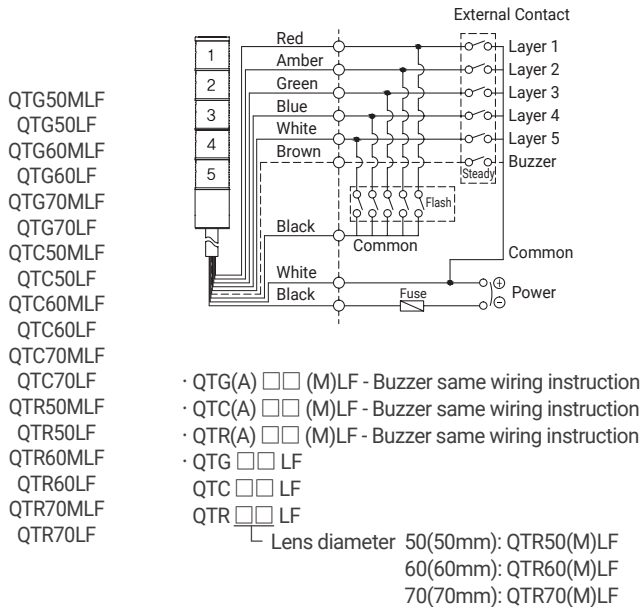 External Contact
Red
Layer 1
Amber
Layer 2
Green
Layer 3
Blue
Layer 4
White
Layer 5
Brown
Buzzer
Steady
1
2
3
4
5
Flash
Black
Common
Common
White
⊕
Power
Black
Fuse
⊖
QTG50MLF
QTG50LF
QTG60MLF
QTG60LF
QTG70MLF
QTG70LF
QTC50MLF
QTC50LF
QTC60MLF
QTC60LF
QTC70MLF
QTC70LF
QTR50MLF
QTR50LF
QTR60MLF
QTR60LF
QTR70MLF
QTR70LF
· QTG(A) □□ (M)LF - Buzzer same wiring instruction
· QTC(A) □□ (M)LF - Buzzer same wiring instruction
· QTR(A) □□ (M)LF - Buzzer same wiring instruction
· QTG □□ LF
QTC □□ LF
QTR □□ LF
Lens diameter 50(50mm): QTR50(M)LF
60(60mm): QTR60(M)LF
70(70mm): QTR70(M)LF